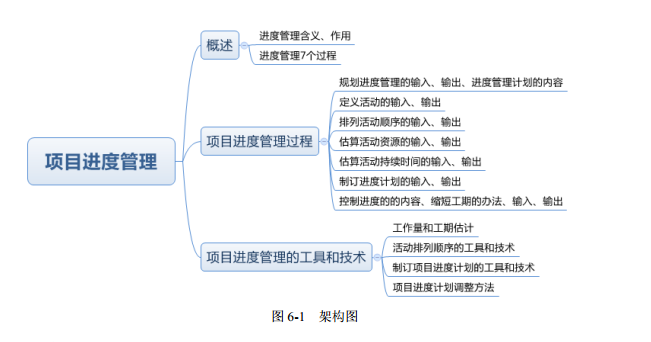 项目进度管理
概述
进度管理含义、作用
进度管理7个过程
项目进度管理过程
规划进度管理的输入、输出、进度管理计划的内容
定义活动的输入、输出
排列活动顺序的输入、输出
估算活动资源的输入、输出
估算活动持续时间的输入、输出
制订进度计划的输入、输出
控制进度的的内容、缩短工期的办法、输入、输出
项目进度管理的工具和技术
工作量和工期估计
活动排列顺序的工具和技术
制订项目进度计划的工具和技术
项目进度计划调整方法
图 6-1 架构图